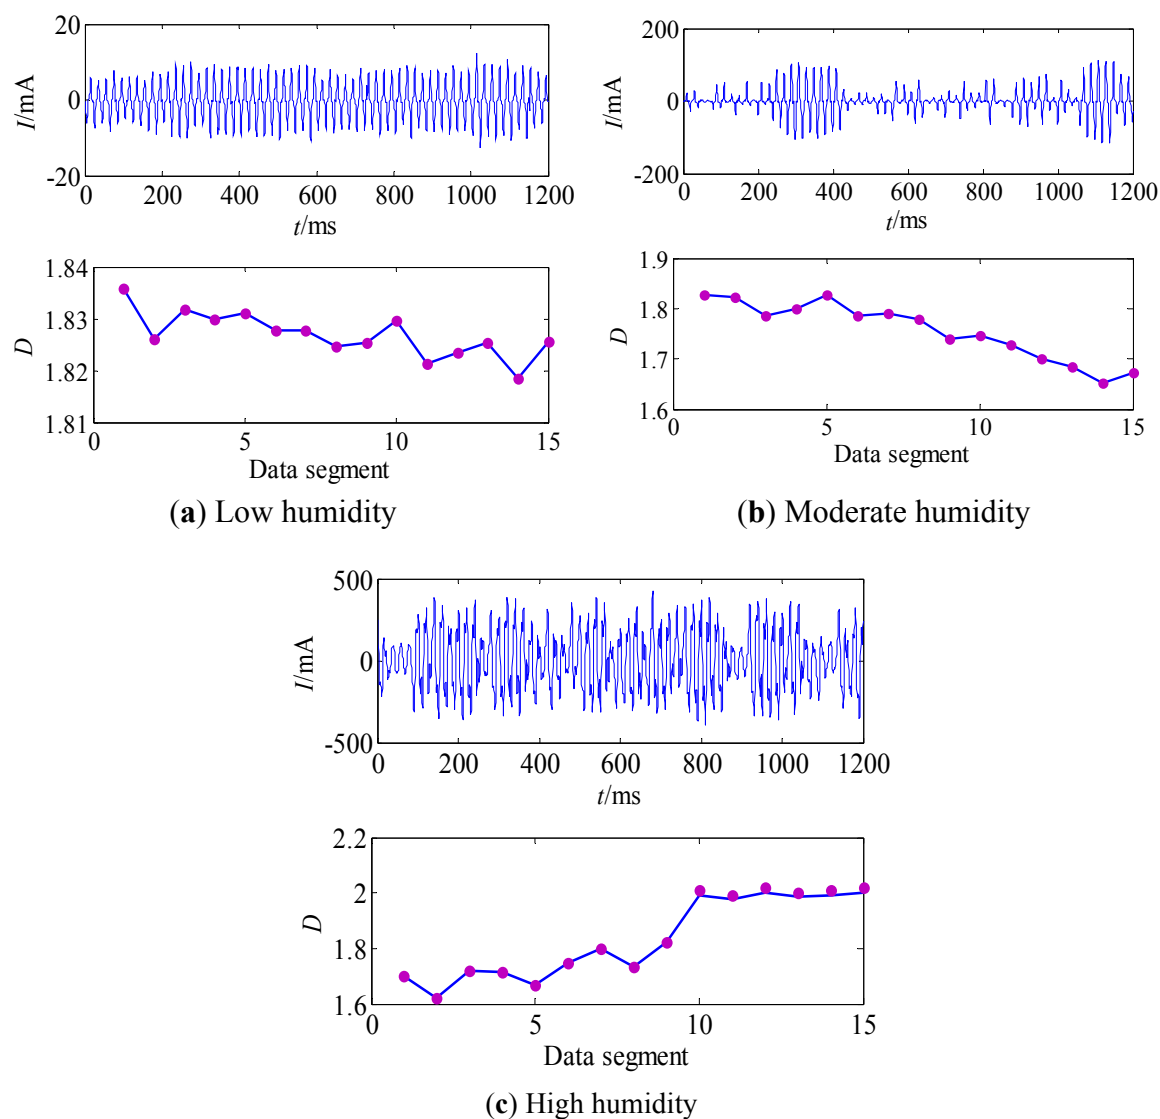 20
0
-20
I/mA
0 200 400 600 800 1000 1200
t/ms
1.84
1.83
1.82
1.81
D
0 5 10 15
Data segment
(a) Low humidity
200
0
-200
I/mA
0 200 400 600 800 1000 1200
t/ms
1.9
1.8
1.7
1.6
D
0 5 10 15
Data segment
(b) Moderate humidity
500
0
-500
I/mA
0 200 400 600 800 1000 1200
t/ms
2.2
2
1.8
1.6
D
0 5 10 15
Data segment
(c) High humidity